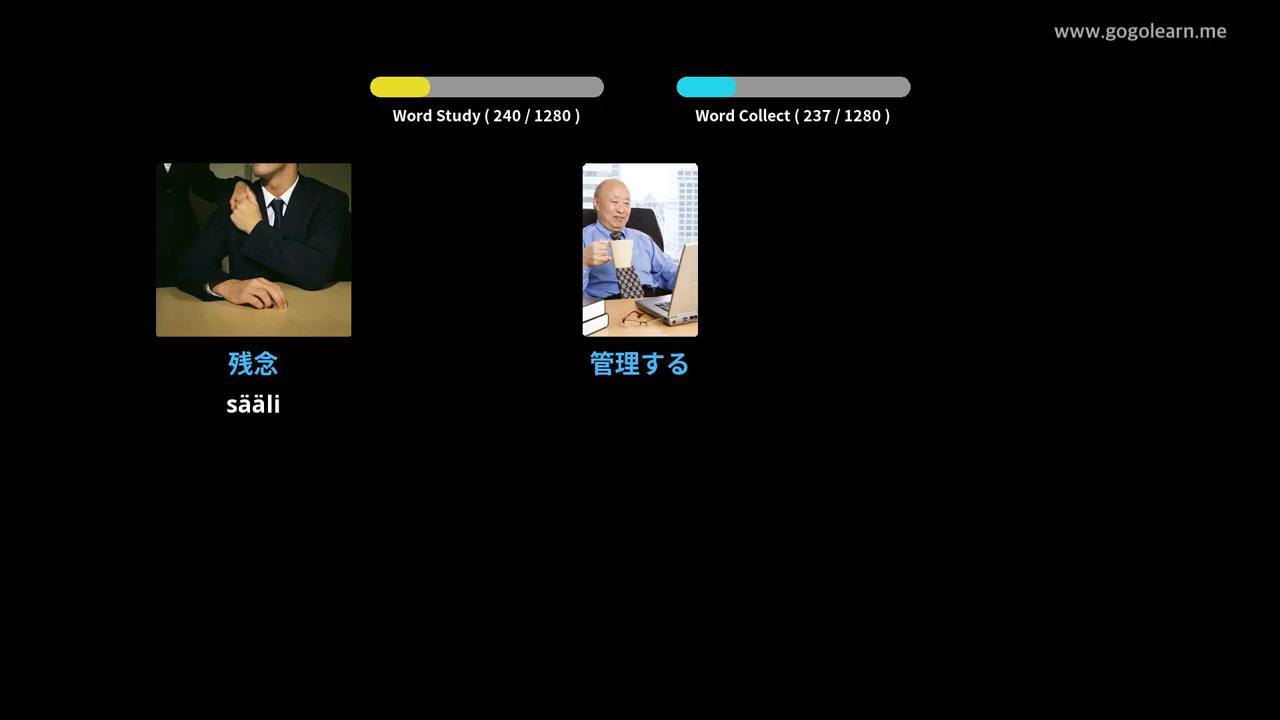 www.gogolearn.me
Word Study ( 240 / 1280 )
Word Collect ( 237 / 1280 )
残念
sääli
管理する